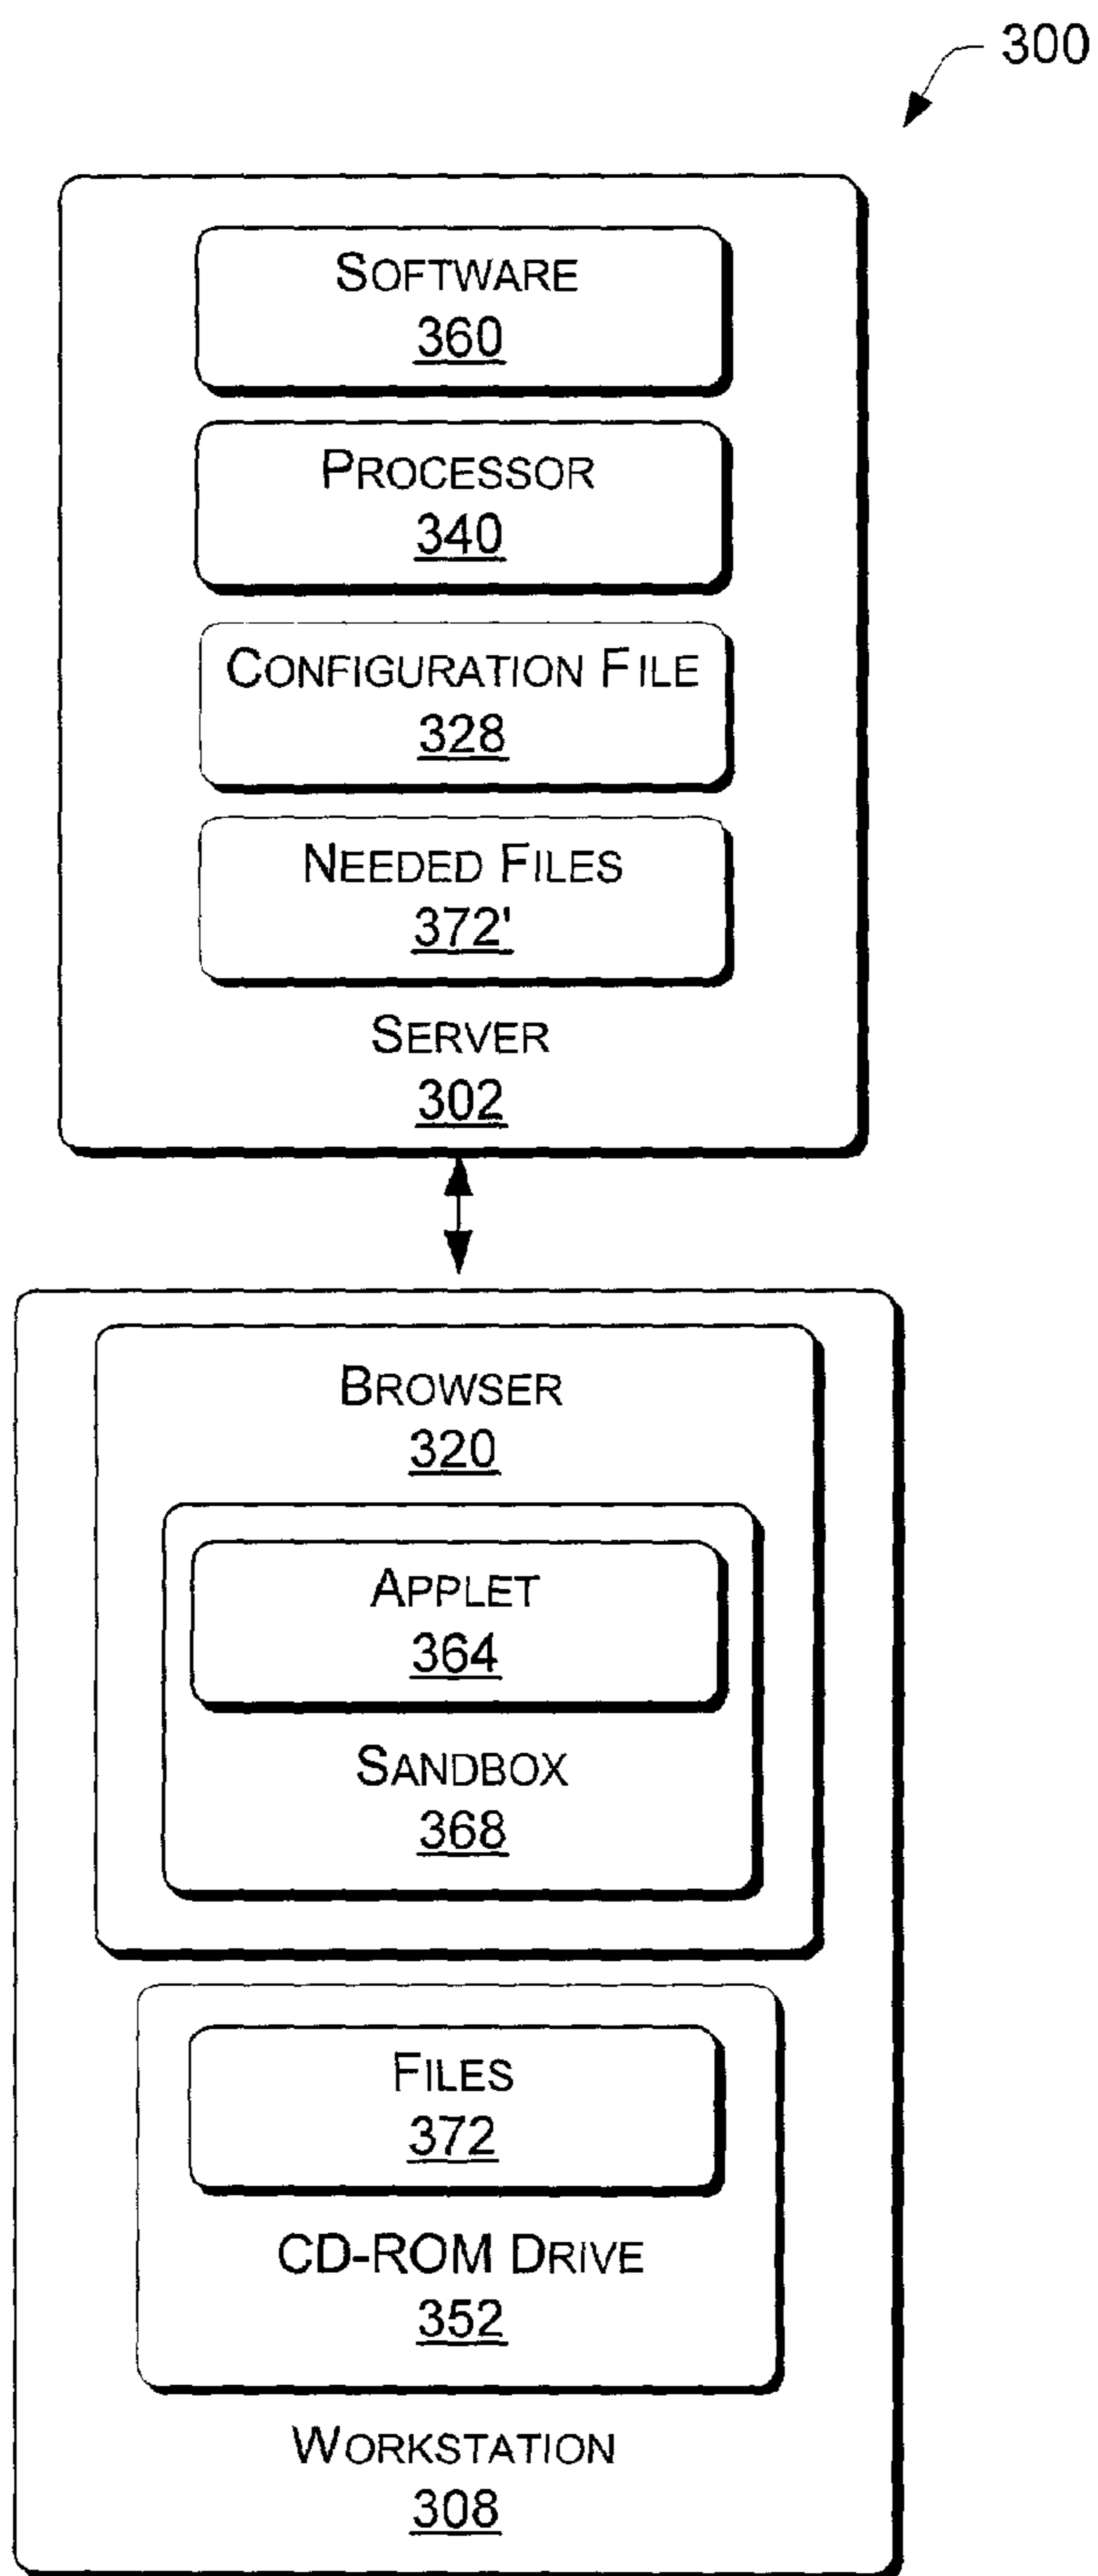 300
SOFTWARE
360
PROCESSOR
340
CONFIGURATION FILE
328
NEEDED FILES
372'
SERVER
302
BROWSER
320
APPLET
364
SANDBOX
368
FILES
372
CD-ROM DRIVE
352
WORKSTATION
308